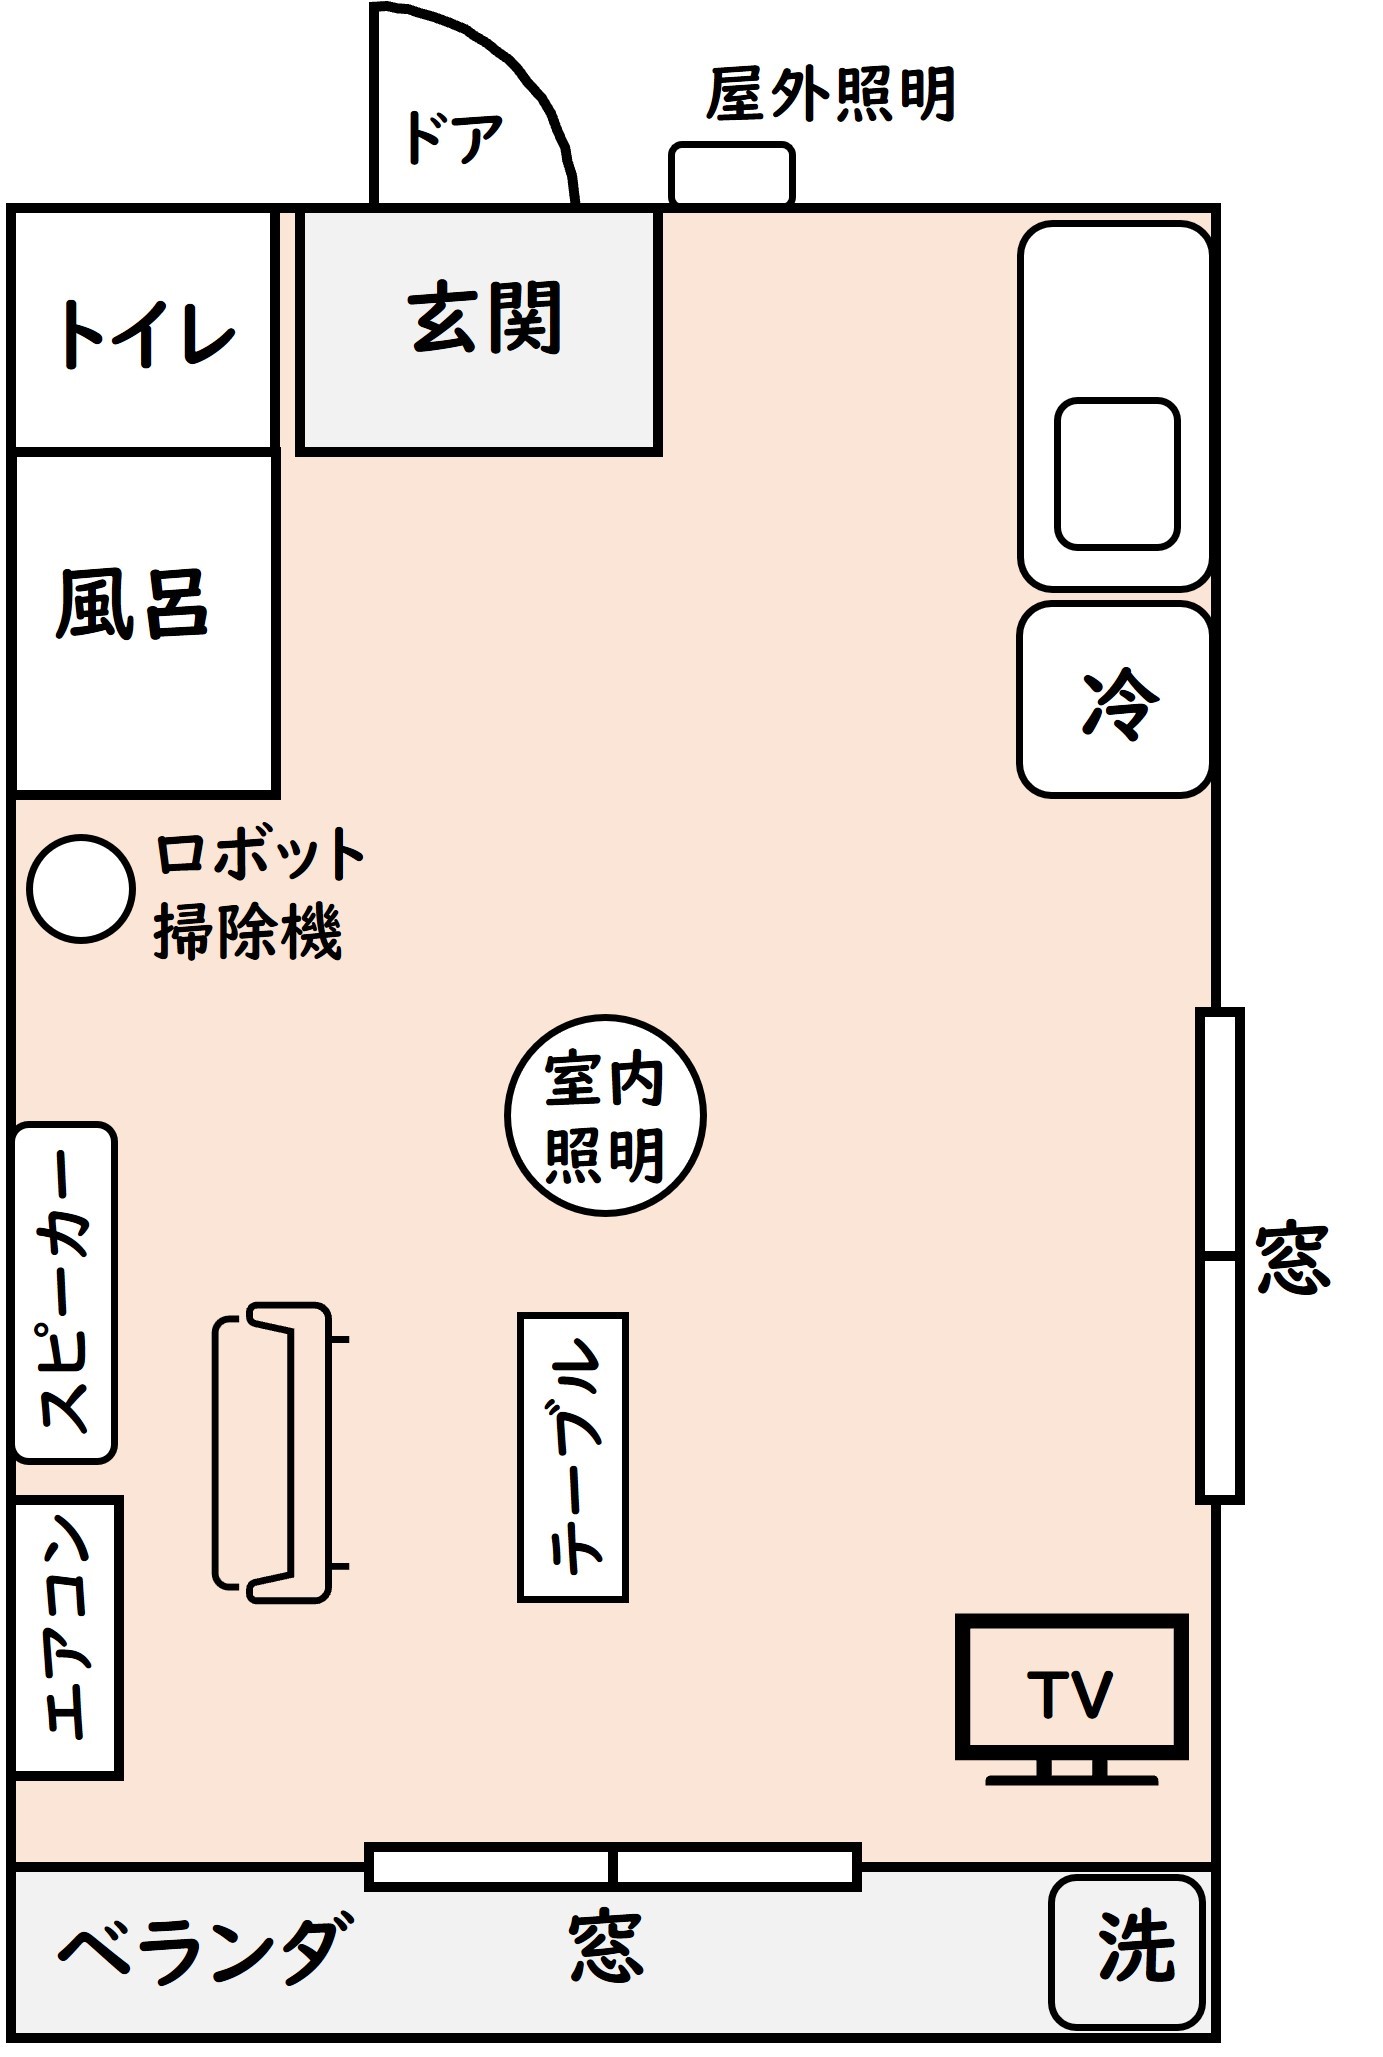 ドア
屋外照明
トイレ
玄関
風呂
冷
ロボット
掃除機
室内
照明
スピーカー
窓
テーブル
エアコン
TV
ベランダ
窓
洗